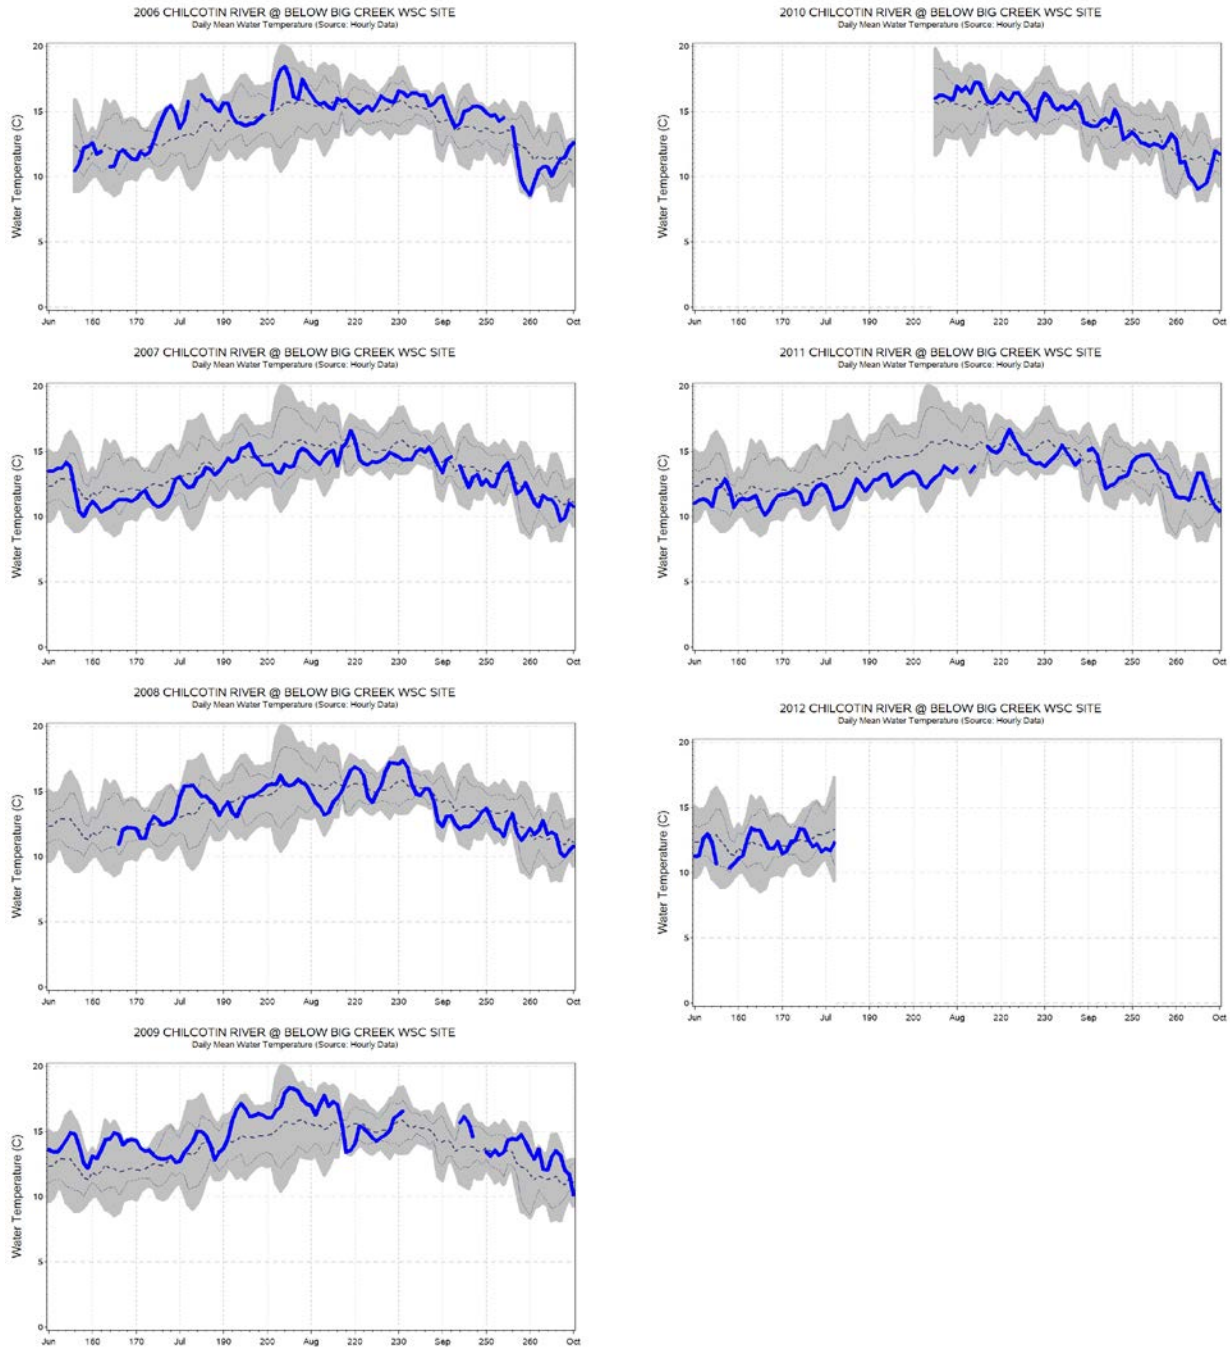 2006 CHILCOTIN RIVER @ BELOW BIG CREEK WSC SITE
Daily Mean Water Temperature (Source: Hourly Data)
Water Temperature (C)
20
15
10
5
0
Jun 160 170 Jul 190 200 Aug 220 230 Sep 250 260 Oct
2007 CHILCOTIN RIVER @ BELOW BIG CREEK WSC SITE
Daily Mean Water Temperature (Source: Hourly Data)
Water Temperature (C)
20
15
10
5
0
Jun 160 170 Jul 190 200 Aug 220 230 Sep 250 260 Oct
2008 CHILCOTIN RIVER @ BELOW BIG CREEK WSC SITE
Daily Mean Water Temperature (Source: Hourly Data)
Water Temperature (C)
20
15
10
5
0
Jun 160 170 Jul 190 200 Aug 220 230 Sep 250 260 Oct
2009 CHILCOTIN RIVER @ BELOW BIG CREEK WSC SITE
Daily Mean Water Temperature (Source: Hourly Data)
Water Temperature (C)
20
15
10
5
0
Jun 160 170 Jul 190 200 Aug 220 230 Sep 250 260 Oct
2010 CHILCOTIN RIVER @ BELOW BIG CREEK WSC SITE
Daily Mean Water Temperature (Source: Hourly Data)
Water Temperature (C)
20
15
10
5
0
Jun 160 170 Jul 190 200 Aug 220 230 Sep 250 260 Oct
2011 CHILCOTIN RIVER @ BELOW BIG CREEK WSC SITE
Daily Mean Water Temperature (Source: Hourly Data)
Water Temperature (C)
20
15
10
5
0
Jun 160 170 Jul 190 200 Aug 220 230 Sep 250 260 Oct
2012 CHILCOTIN RIVER @ BELOW BIG CREEK WSC SITE
Daily Mean Water Temperature (Source: Hourly Data)
Water Temperature (C)
20
15
10
5
0
Jun 160 170 Jul 190 200 Aug 220 230 Sep 250 260 Oct